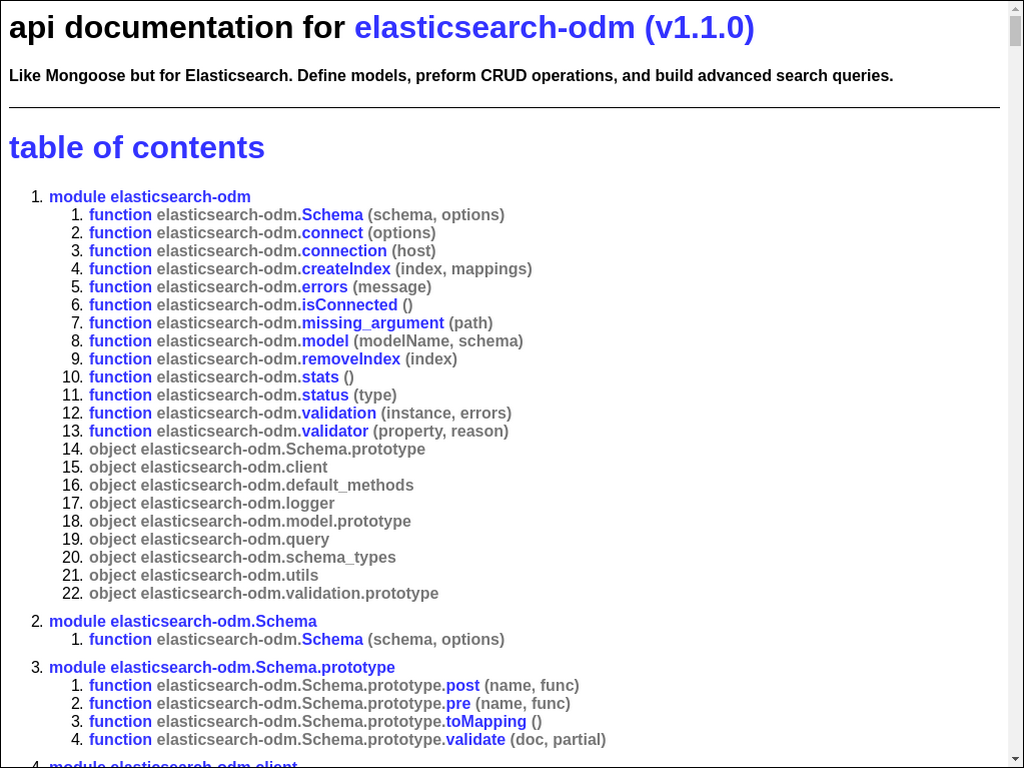 api documentation for elasticsearch-odm (v1.1.0)
Like Mongoose but for Elasticsearch. Define models, preform CRUD operations, and build advanced search queries.
table of contents
1. module elasticsearch-odm
1. function elasticsearch-odm.Schema (schema, options)
2. function elasticsearch-odm.connect (options)
3. function elasticsearch-odm.connection (host)
4. function elasticsearch-odm.createIndex (index, mappings)
5. function elasticsearch-odm.errors (message)
6. function elasticsearch-odm.isConnected ()
7. function elasticsearch-odm.missing_argument (path)
8. function elasticsearch-odm.model (modelName, schema)
9. function elasticsearch-odm.removeIndex (index)
10. function elasticsearch-odm.stats ()
11. function elasticsearch-odm.status (type)
12. function elasticsearch-odm.validation (instance, errors)
13. function elasticsearch-odm.validator (property, reason)
14. object elasticsearch-odm.Schema.prototype
15. object elasticsearch-odm.client
16. object elasticsearch-odm.default_methods
17. object elasticsearch-odm.logger
18. object elasticsearch-odm.model.prototype
19. object elasticsearch-odm.query
20. object elasticsearch-odm.schema_types
21. object elasticsearch-odm.utils
22. object elasticsearch-odm.validation.prototype
2. module elasticsearch-odm.Schema
1. function elasticsearch-odm.Schema (schema, options)
3. module elasticsearch-odm.Schema.prototype
1. function elasticsearch-odm.Schema.prototype.post (name, func)
2. function elasticsearch-odm.Schema.prototype.pre (name, func)
3. function elasticsearch-odm.Schema.prototype.toMapping ()
4. function elasticsearch-odm.Schema.prototype.validate (doc, partial)
4. module elasticsearch-odm.client